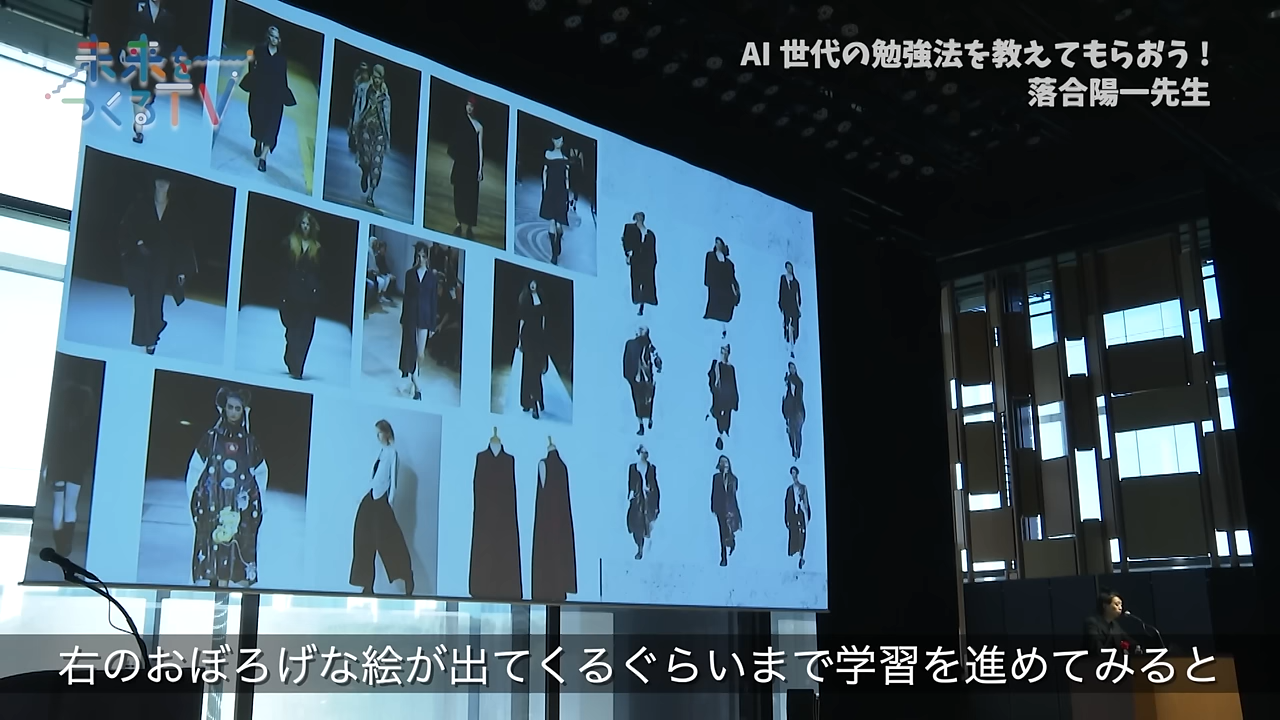 未来を
つくるTV
AI 世代の勉強法を教えてもらおう！
落合陽一先生
右のおぼろげな絵が出てくるぐらいまで学習を進めてみると